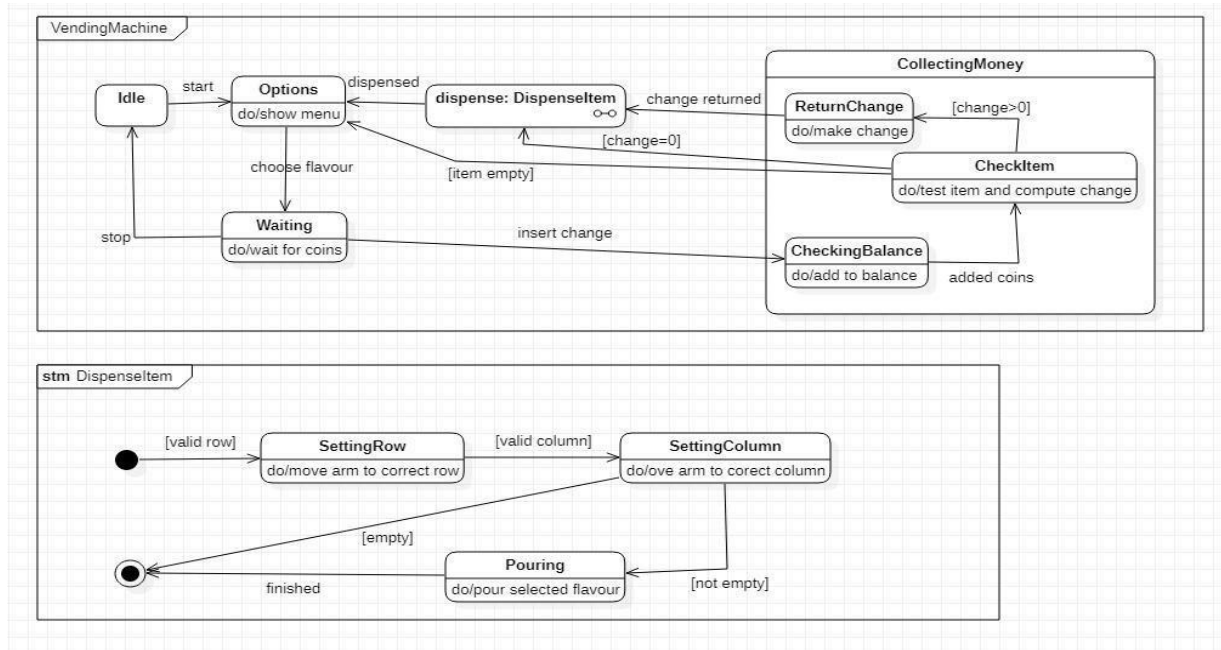 VendingMachine
CollectingMoney
Idle
start
Options
do/show menu
dispensed
dispense: DispenseItem
change returned
ReturnChange
do/make change
[change>0]
[change=0]
CheckItem
do/test item and compute change
choose flavour
[item empty]
stop
Waiting
do/wait for coins
insert change
CheckingBalance
do/add to balance
added coins
stm DispenseItem
[valid row]
SettingRow
do/move arm to correct row
[valid column]
SettingColumn
do/ove arm to corect column
[empty]
Pouring
do/pour selected flavour
[not empty]
finished